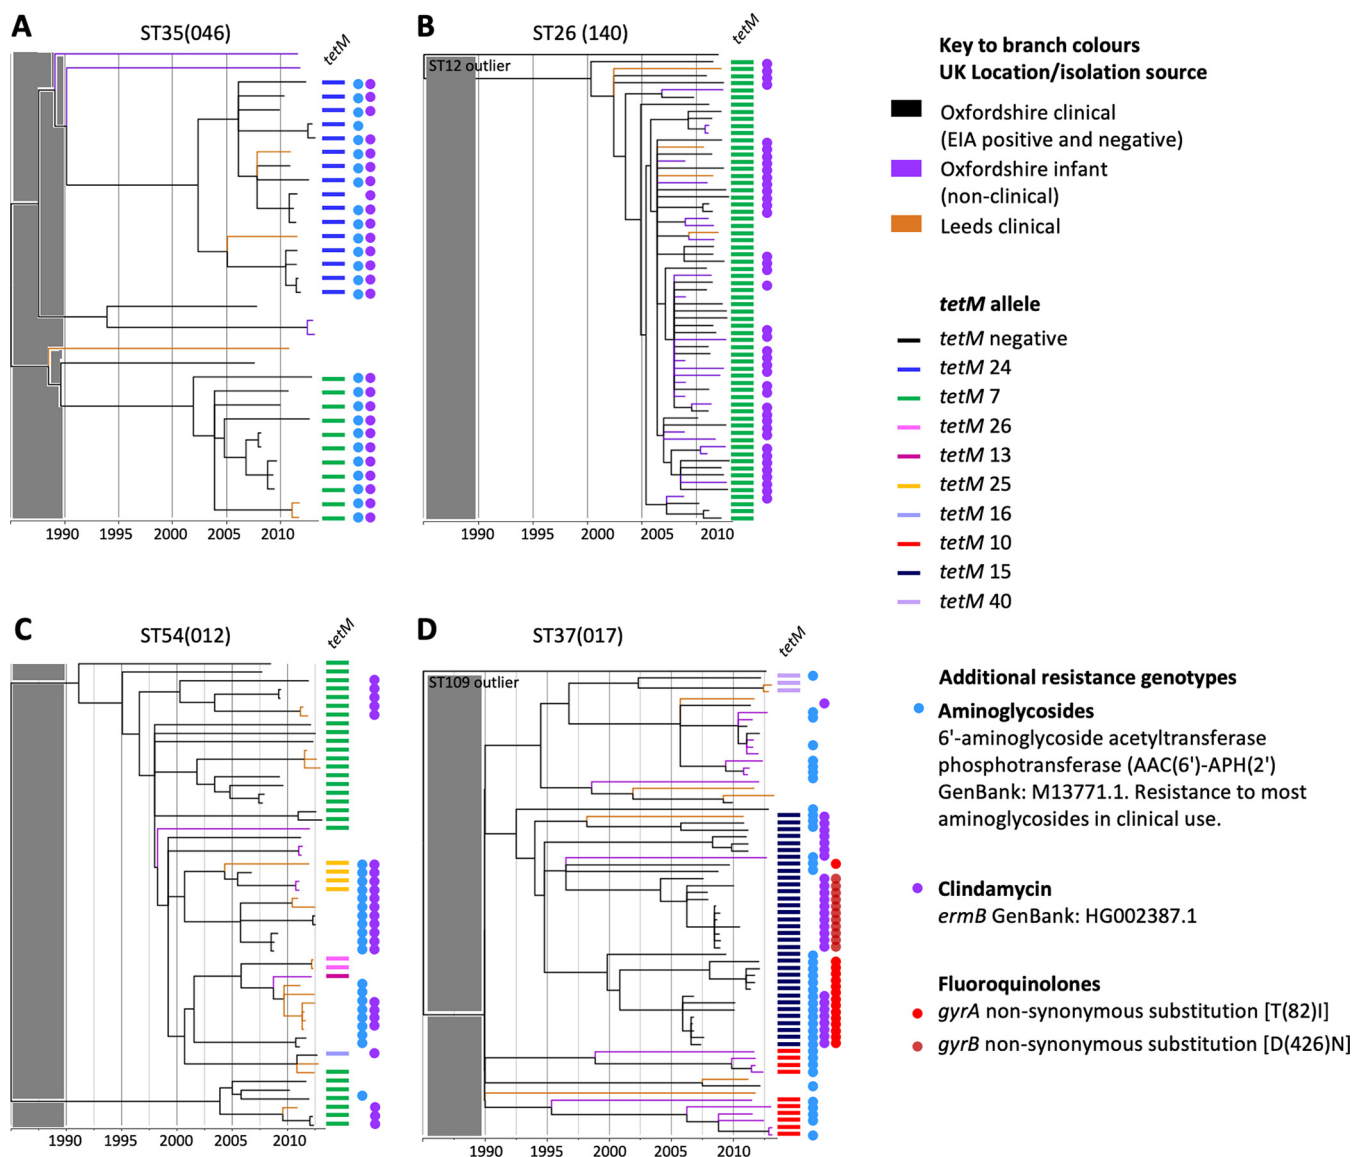 A
ST35(046)
tetM
1990 1995 2000 2005 2010
B
ST26 (140)
tetM
ST12 outlier
1990 1995 2000 2005 2010
Key to branch colours
UK Location/isolation source
Oxfordshire clinical
(EIA positive and negative)
Oxfordshire infant
(non-clinical)
Leeds clinical
tetM allele
tetM negative
tetM 24
tetM 7
tetM 26
tetM 13
tetM 25
tetM 16
tetM 10
tetM 15
tetM 40
C
ST54(012)
tetM
1990 1995 2000 2005 2010
D
ST37(017)
tetM
ST109 outlier
1990 1995 2000 2005 2010
Additional resistance genotypes
Aminoglycosides
6'-aminoglycoside acetyltransferase
phosphotransferase (AAC(6')-APH(2')
GenBank: M13771.1. Resistance to most
aminoglycosides in clinical use.
Clindamycin
ermB GenBank: HG002387.1
Fluoroquinolones
gyrA non-synonymous substitution [T(82)I]
gyrB non-synonymous substitution [D(426)N]